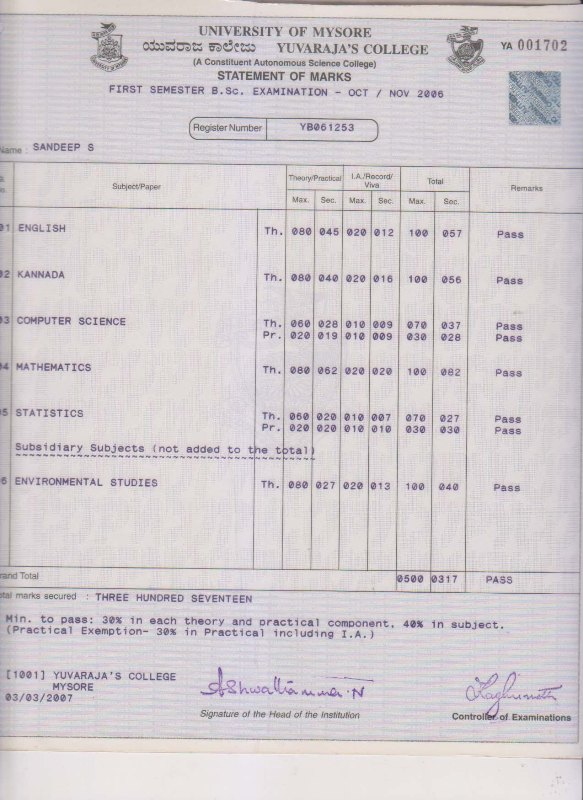 UNIVERSITY OF MYSORE
ಯುವರಾಜ ಕಾಲೇಜು YUVARAJA'S COLLEGE
YA 001702
(A Constituent Autonomous Science College)
STATEMENT OF MARKS
FIRST SEMESTER B.Sc. EXAMINATION - OCT / NOV 2006
Register Number YB061253
Name : SANDEEP S
Subject/Paper Theory/Practical I.A./Record/Viva Total Remarks
Max. Sec. Max. Sec. Max. Sec.
01 ENGLISH Th. 080 045 020 012 100 057 Pass
02 KANNADA Th. 080 040 020 016 100 056 Pass
03 COMPUTER SCIENCE Th. 060 028 010 009 070 037 Pass
Pr. 020 019 010 009 030 028 Pass
04 MATHEMATICS Th. 080 062 020 020 100 082 Pass
05 STATISTICS Th. 060 020 010 007 070 027 Pass
Pr. 020 020 010 010 030 030 Pass
Subsidiary Subjects (not added to the total)
06 ENVIRONMENTAL STUDIES Th. 080 027 020 013 100 040 Pass
Grand Total 0500 0317 PASS
Total marks secured : THREE HUNDRED SEVENTEEN
Min. to pass: 30% in each theory and practical component, 40% in subject.
(Practical Exemption- 30% in Practical including I.A.)
[1001] YUVARAJA'S COLLEGE
MYSORE
03/03/2007
Signature of the Head of the Institution
Controller of Examinations